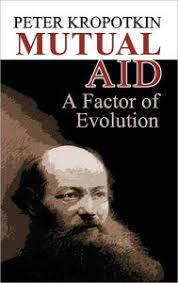 PETER KROPOTKIN
MUTUAL
AID
A Factor of
Evolution